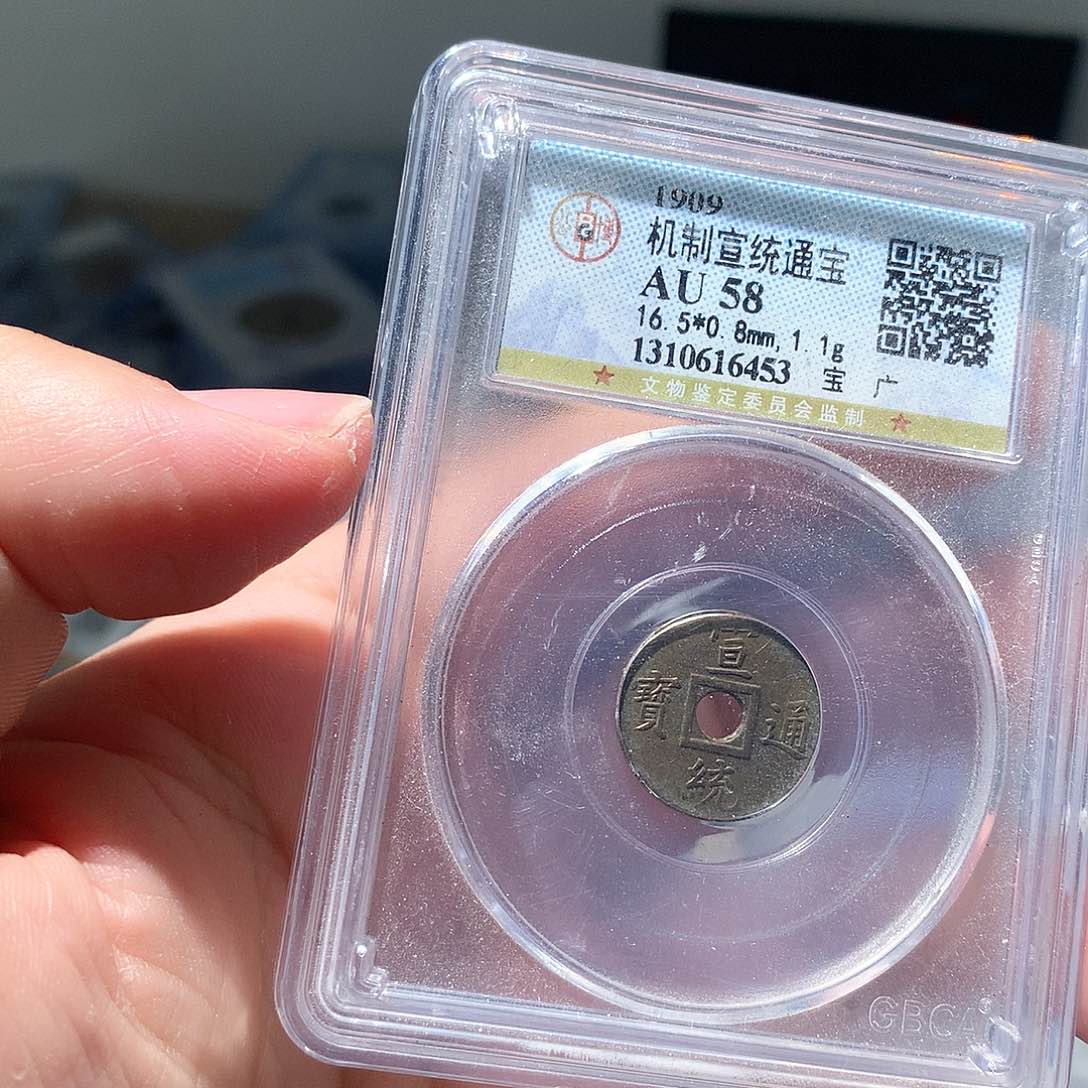 1909
机制宣统通宝
AU 58
16.5*0.8mm, 1.1g
1310616453 宝 广
文物鉴定委员会监制
G
宣
寶 通
統
GBCA